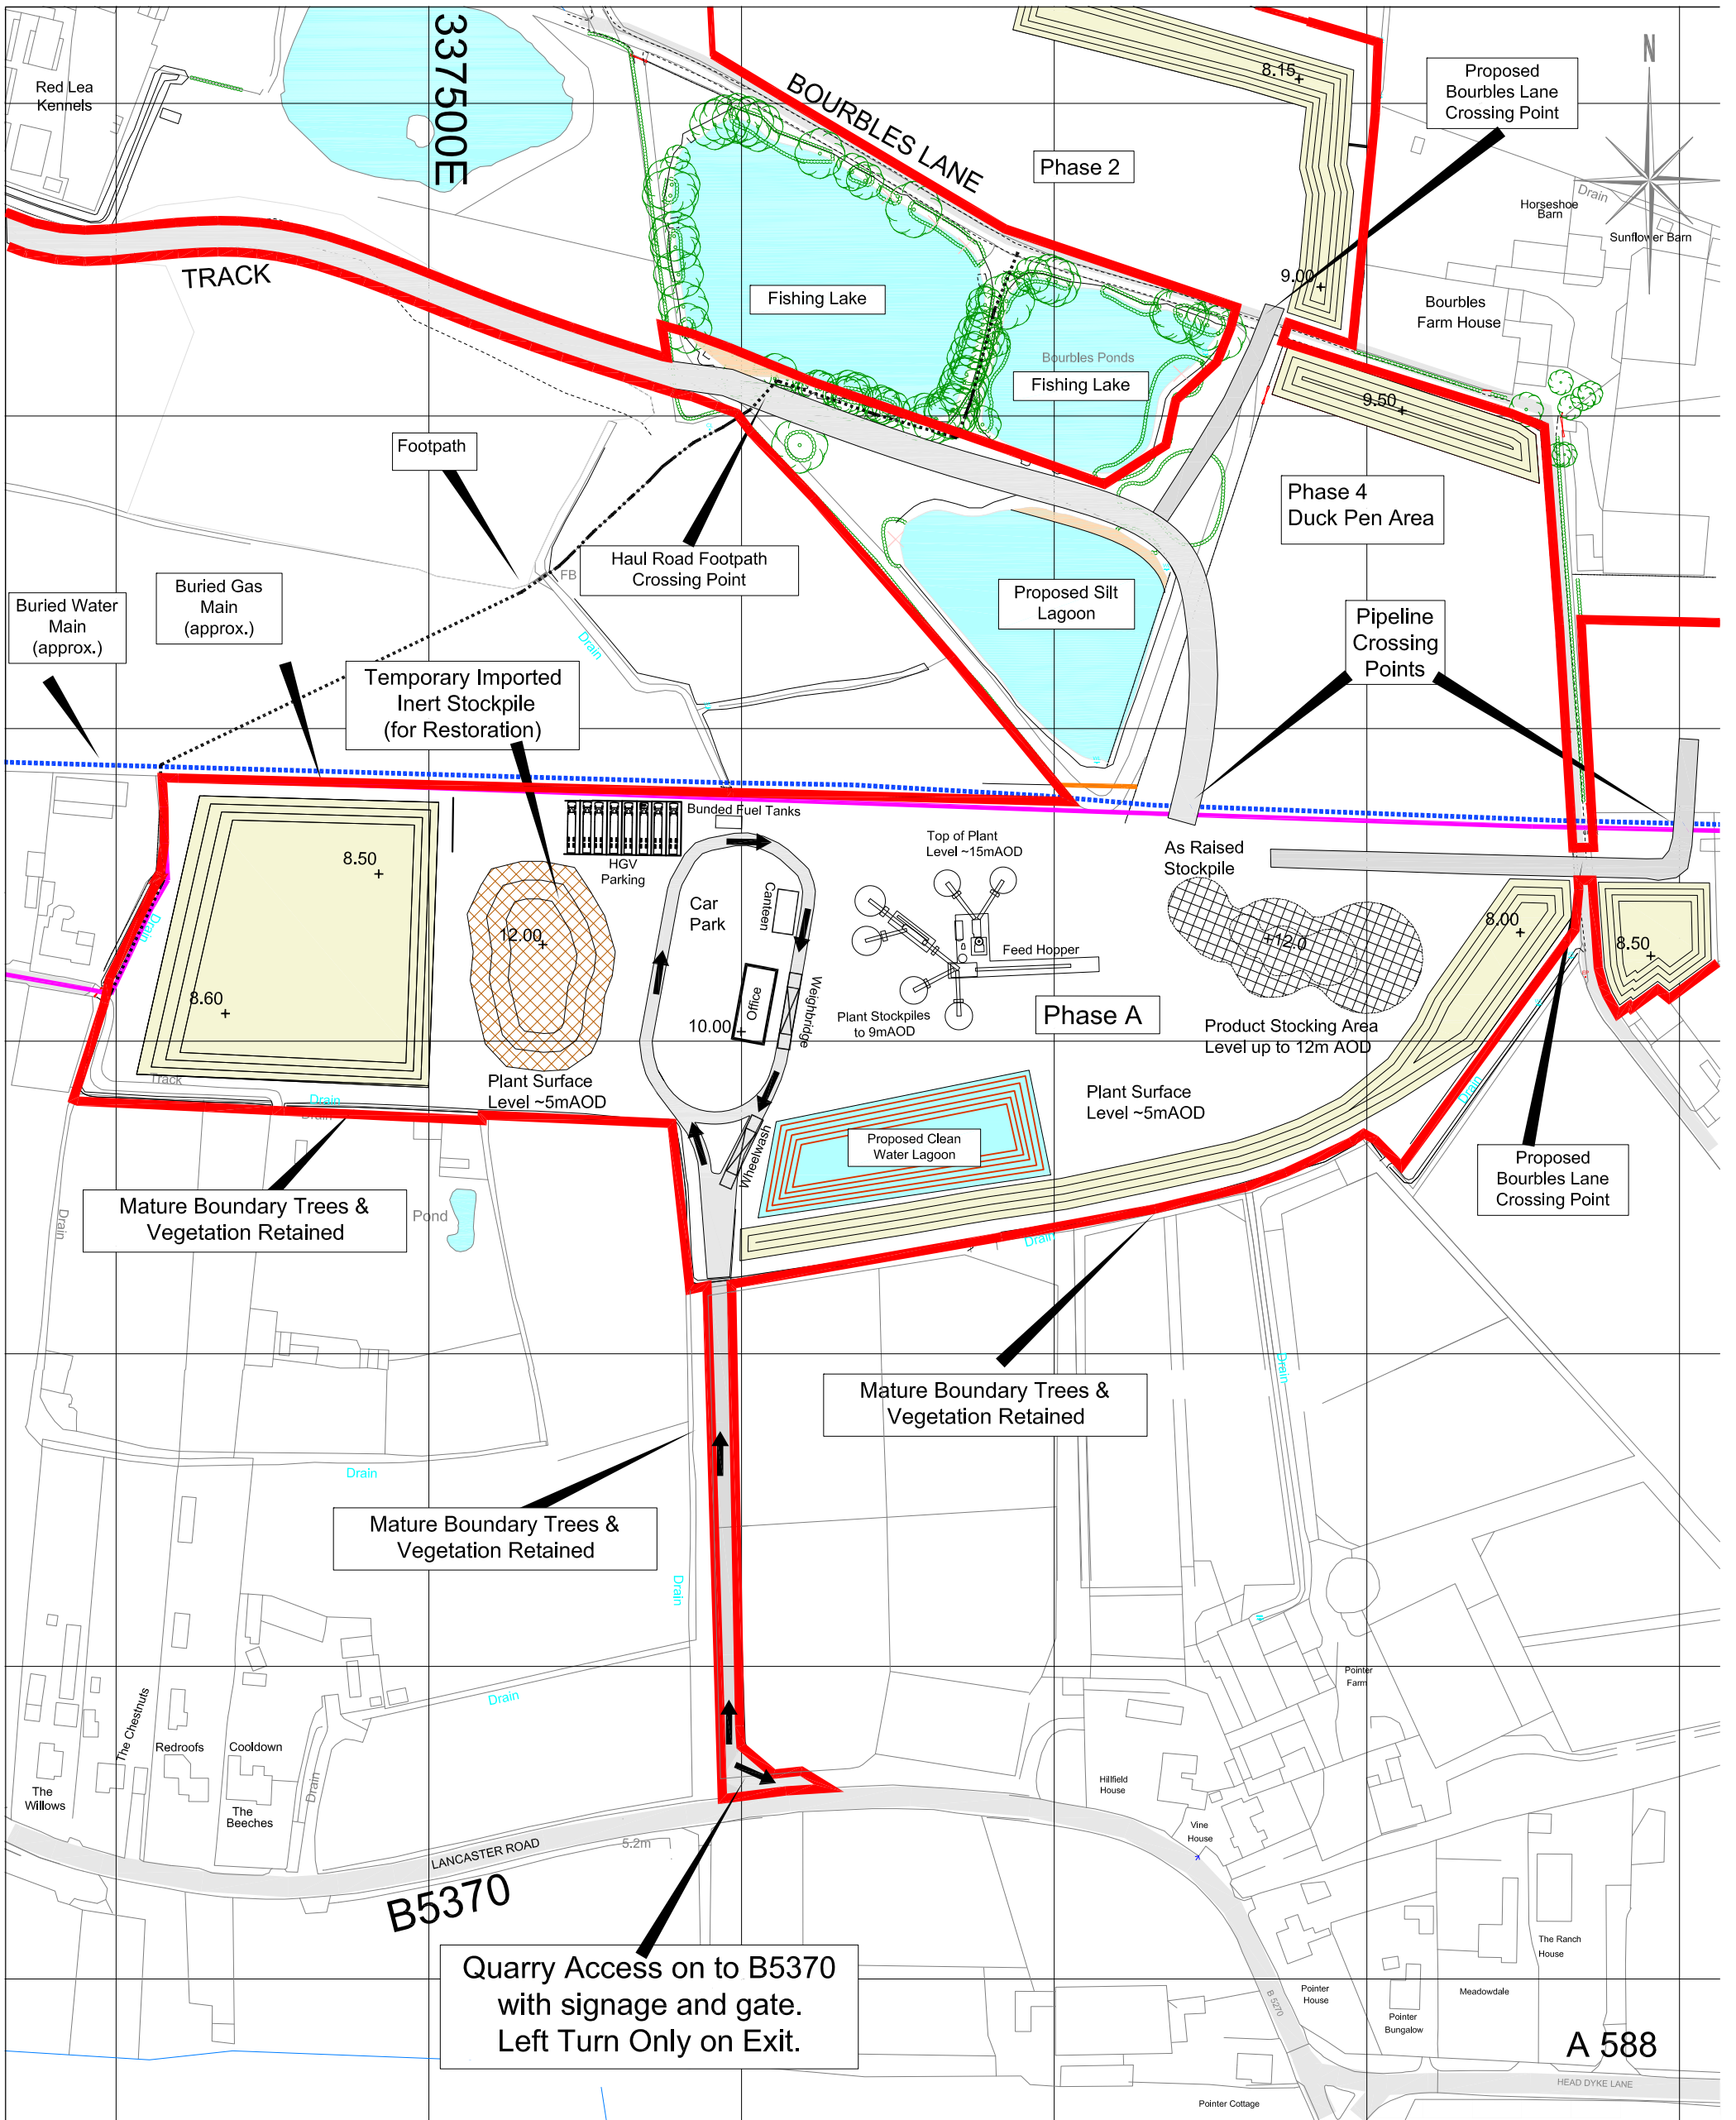 337500E
Red Lea
Kennels
BOURBLES LANE
8.15
Proposed
Bourbles Lane
Crossing Point
N
Phase 2
Drain
Horseshoe
Barn
Sunflower Barn
TRACK
Fishing Lake
9.00
Bourbles
Farm House
Bourbles Ponds
Fishing Lake
9.50
Footpath
Phase 4
Duck Pen Area
Haul Road Footpath
Crossing Point
FB
Buried Gas
Main
(approx.)
Buried Water
Main
(approx.)
Proposed Silt
Lagoon
Pipeline
Crossing
Points
Drain
Temporary Imported
Inert Stockpile
(for Restoration)
Bunded Fuel Tanks
HGV
Parking
Top of Plant
Level ~15mAOD
As Raised
Stockpile
8.50
Car
Park
Canteen
Drain
12.00
12.0
8.00
8.50
Feed Hopper
8.60
10.00
Office
Weighbridge
Plant Stockpiles
to 9mAOD
Phase A
Product Stocking Area
Level up to 12m AOD
Track
Plant Surface
Level ~5mAOD
Plant Surface
Level ~5mAOD
Drain
Drain
Drain
Wheelwash
Proposed Clean
Water Lagoon
Proposed
Bourbles Lane
Crossing Point
Mature Boundary Trees &
Vegetation Retained
Pond
Drain
Drain
Mature Boundary Trees &
Vegetation Retained
Drain
Drain
Mature Boundary Trees &
Vegetation Retained
Drain
Drain
Pointer
Farm
The Chestnuts
Redroofs
Cooldown
The
Willows
The
Beeches
Drain
Hillfield
House
Vine
House
LANCASTER ROAD
5.2m
B5370
Quarry Access on to B5370
with signage and gate.
Left Turn Only on Exit.
The Ranch
House
Meadowdale
Pointer
House
B 5270
Pointer
Bungalow
A 588
HEAD DYKE LANE
Pointer Cottage